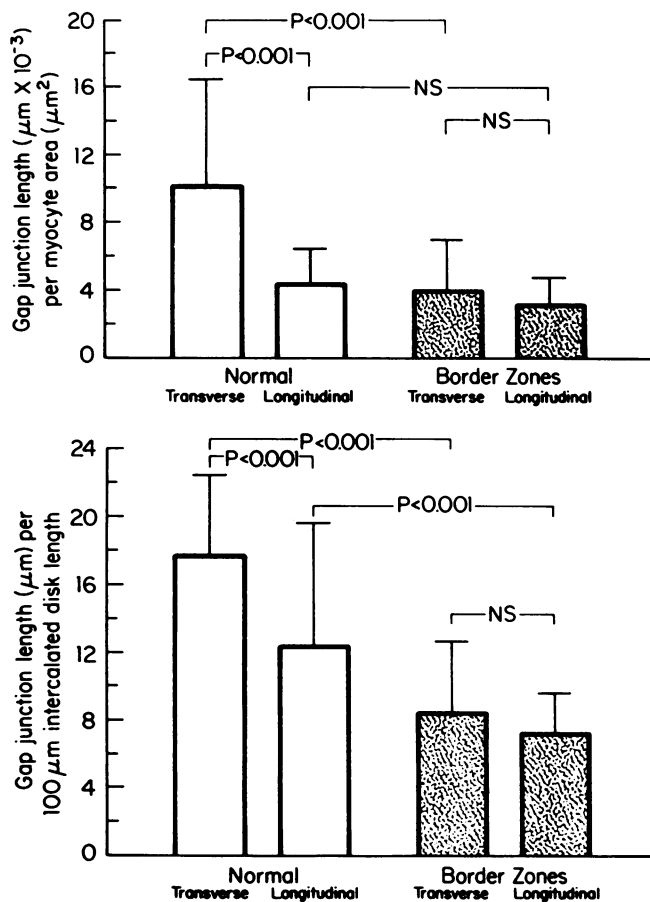 Gap junction length (μm X 10⁻³)
per myocyte area (μm²)
20
16
12
8
4
0
P<0.001
P<0.001
NS
NS
Normal
Border Zones
Transverse Longitudinal
Transverse Longitudinal
Gap junction length (μm) per
100μm intercalated disk length
24
20
16
12
8
4
0
P<0.001
P<0.001
P<0.001
NS
Normal
Border Zones
Transverse Longitudinal
Transverse Longitudinal